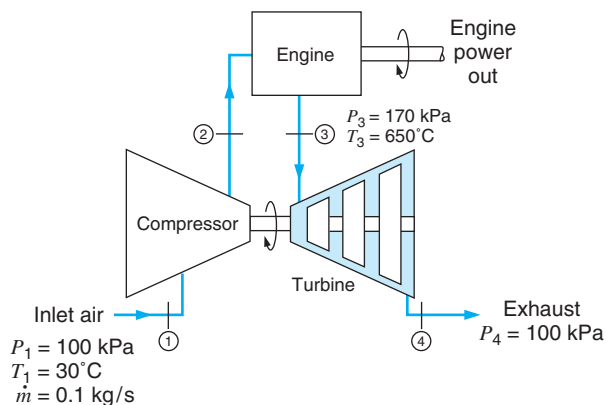 Engine
Engine
power
out
②
③
P₃ = 170 kPa
T₃ = 650˚C
Compressor
Turbine
Inlet air
①
P₁ = 100 kPa
T₁ = 30˚C
ṁ = 0.1 kg/s
④
Exhaust
P₄ = 100 kPa